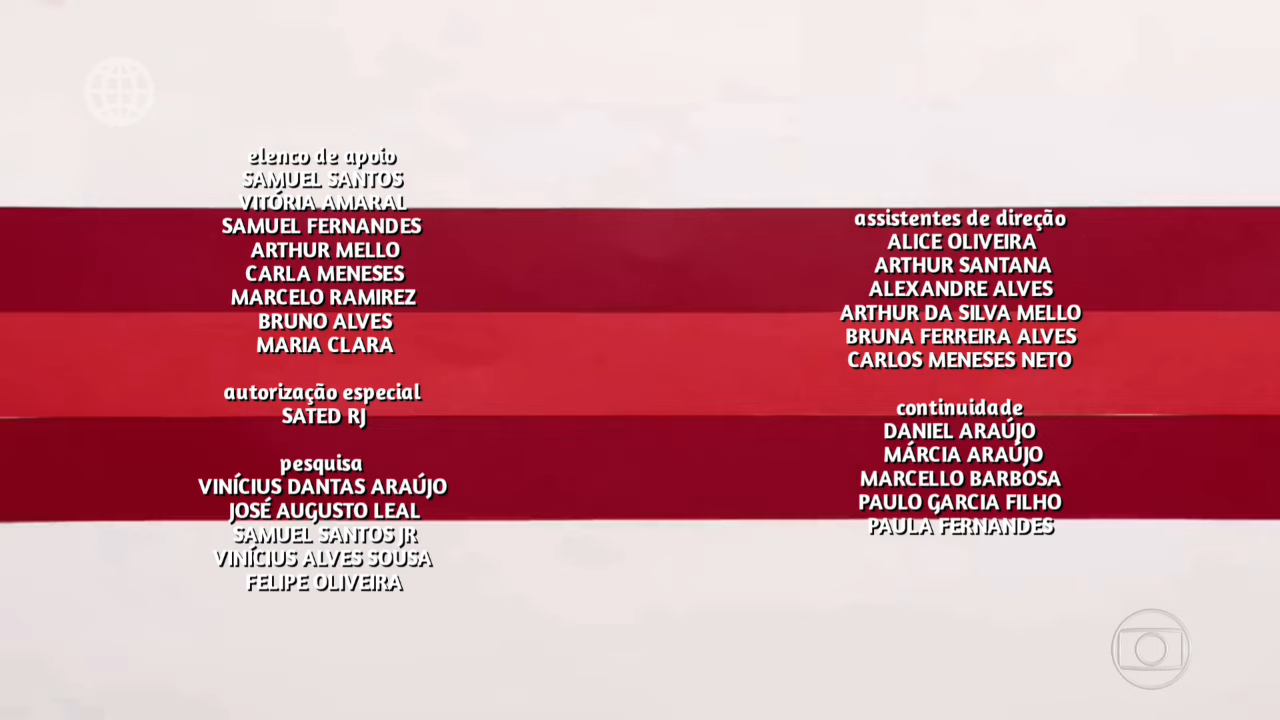 elenco de apoio
SAMUEL SANTOS
VITÓRIA AMARAL
SAMUEL FERNANDES
ARTHUR MELLO
CARLA MENESES
MARCELO RAMIREZ
BRUNO ALVES
MARIA CLARA
autorização especial
SATED RJ
pesquisa
VINÍCIUS DANTAS ARAÚJO
JOSÉ AUGUSTO LEAL
SAMUEL SANTOS JR
VINÍCIUS ALVES SOUSA
FELIPE OLIVEIRA
assistentes de direção
ALICE OLIVEIRA
ARTHUR SANTANA
ALEXANDRE ALVES
ARTHUR DA SILVA MELLO
BRUNA FERREIRA ALVES
CARLOS MENESES NETO
continuidade
DANIEL ARAÚJO
MÁRCIA ARAÚJO
MARCELLO BARBOSA
PAULO GARCIA FILHO
PAULA FERNANDES